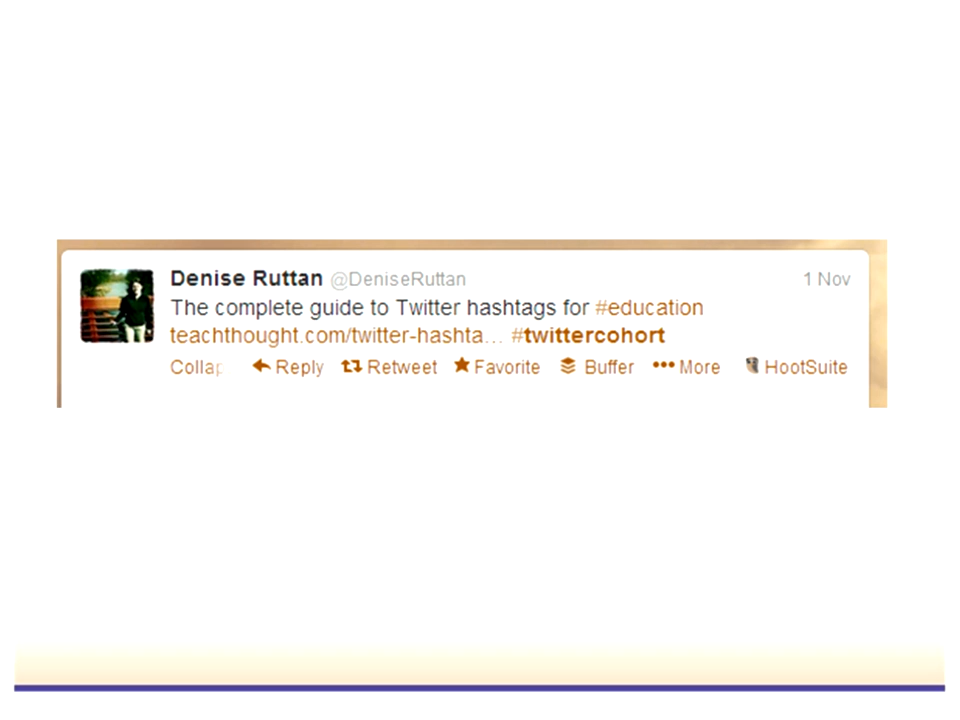 Denise Ruttan @DeniseRuttan 1 Nov
The complete guide to Twitter hashtags for #education
teachthought.com/twitter-hashta... #twittercohort
Collap Reply Retweet Favorite Buffer More HootSuite